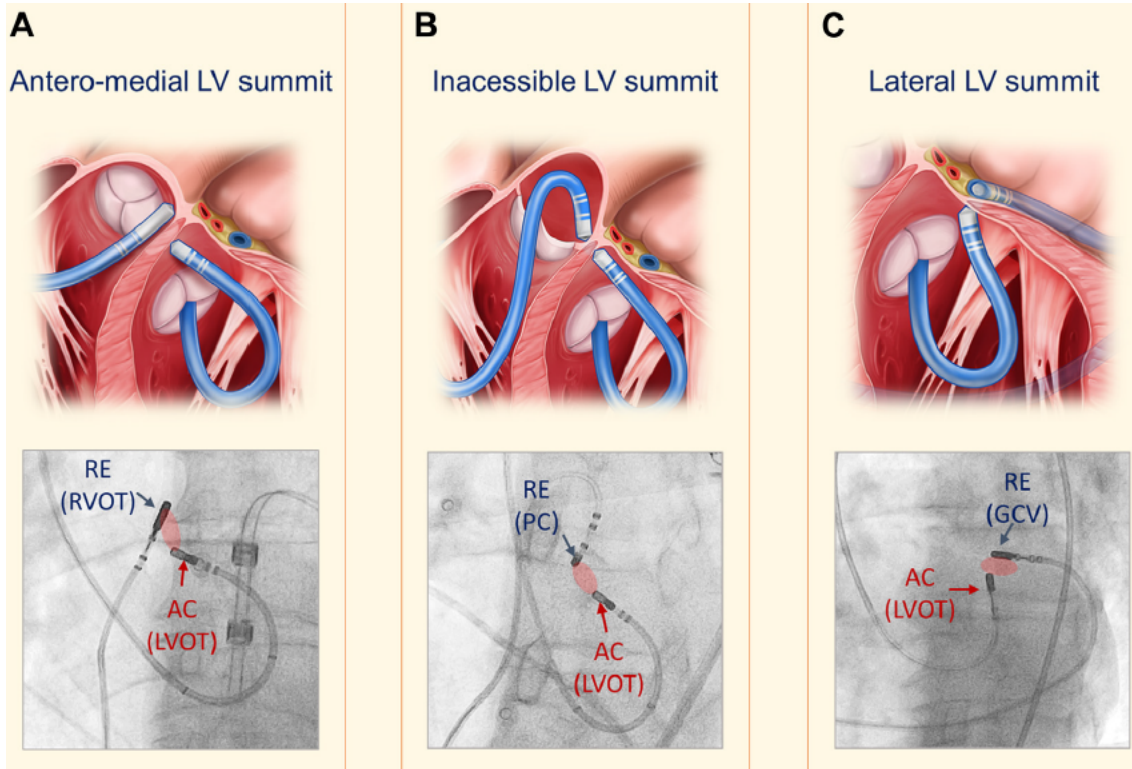 A
Antero-medial LV summit
RE
(RVOT)
AC
(LVOT)
B
Inacessible LV summit
RE
(PC)
AC
(LVOT)
C
Lateral LV summit
RE
(GCV)
AC
(LVOT)